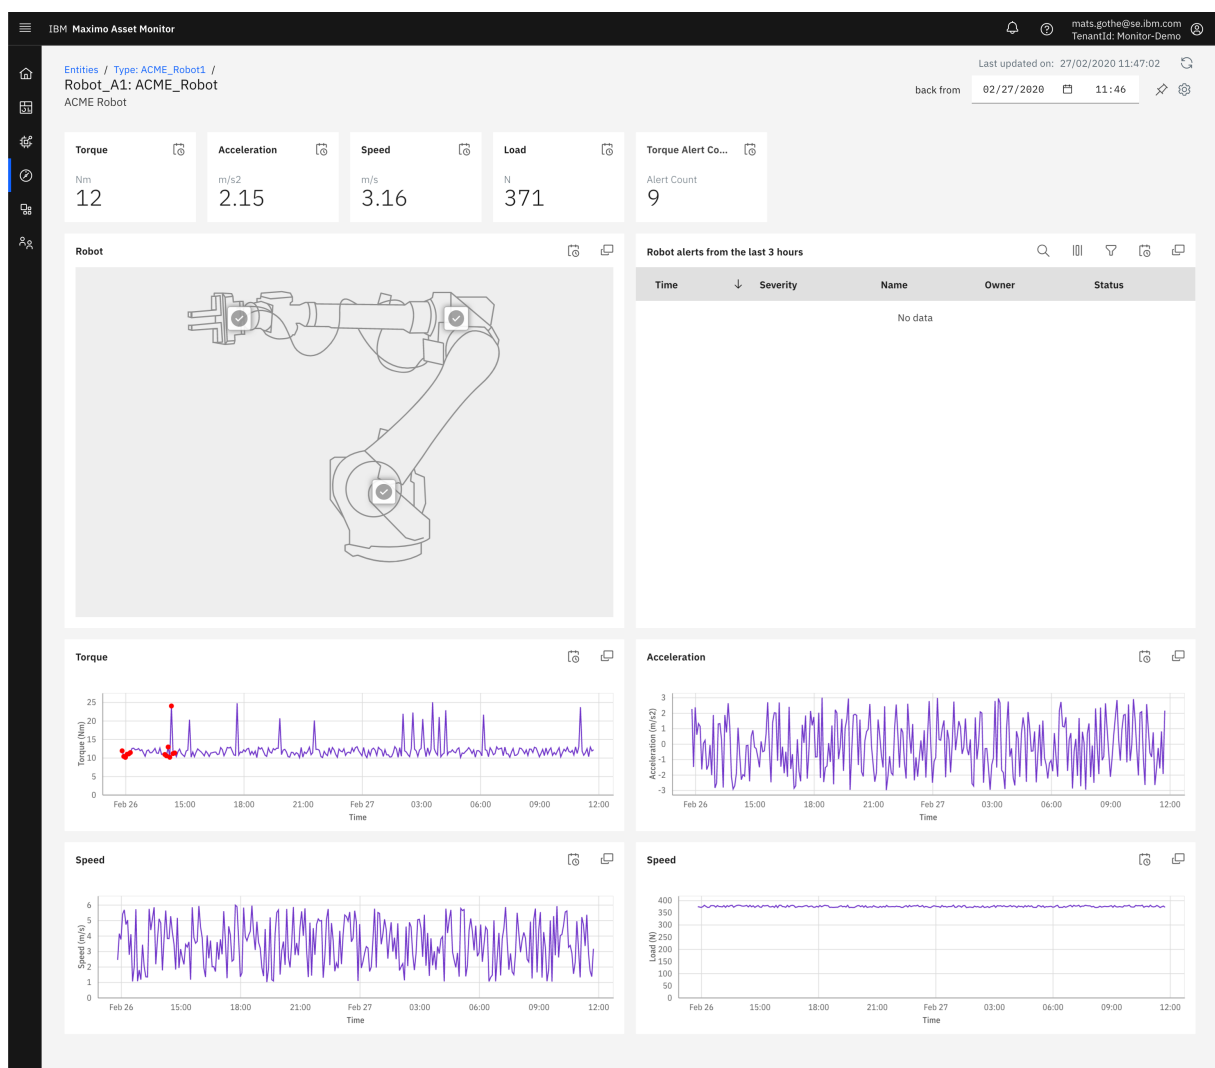 IBM Maximo Asset Monitor
mats.gothe@se.ibm.com
TenantId: Monitor-Demo
Entities / Type: ACME_Robot1 /
Robot_A1: ACME_Robot
ACME Robot
Last updated on: 27/02/2020 11:47:02
back from 02/27/2020 11:46
Torque
Nm
12
Acceleration
m/s2
2.15
Speed
m/s
3.16
Load
N
371
Torque Alert Co...
Alert Count
9
Robot
Robot alerts from the last 3 hours
Time Severity Name Owner Status
No data
Torque
25
20
15
10
5
0
Torque (Nm)
Feb 26 15:00 18:00 21:00 Feb 27 03:00 06:00 09:00 12:00
Time
Acceleration
3
2
1
0
-1
-2
-3
Acceleration (m/s2)
Feb 26 15:00 18:00 21:00 Feb 27 03:00 06:00 09:00 12:00
Time
Speed
6
5
4
3
2
1
0
Speed (m/s)
Feb 26 15:00 18:00 21:00 Feb 27 03:00 06:00 09:00 12:00
Time
Speed
400
350
300
250
200
150
100
50
0
Load (N)
Feb 26 15:00 18:00 21:00 Feb 27 03:00 06:00 09:00 12:00
Time